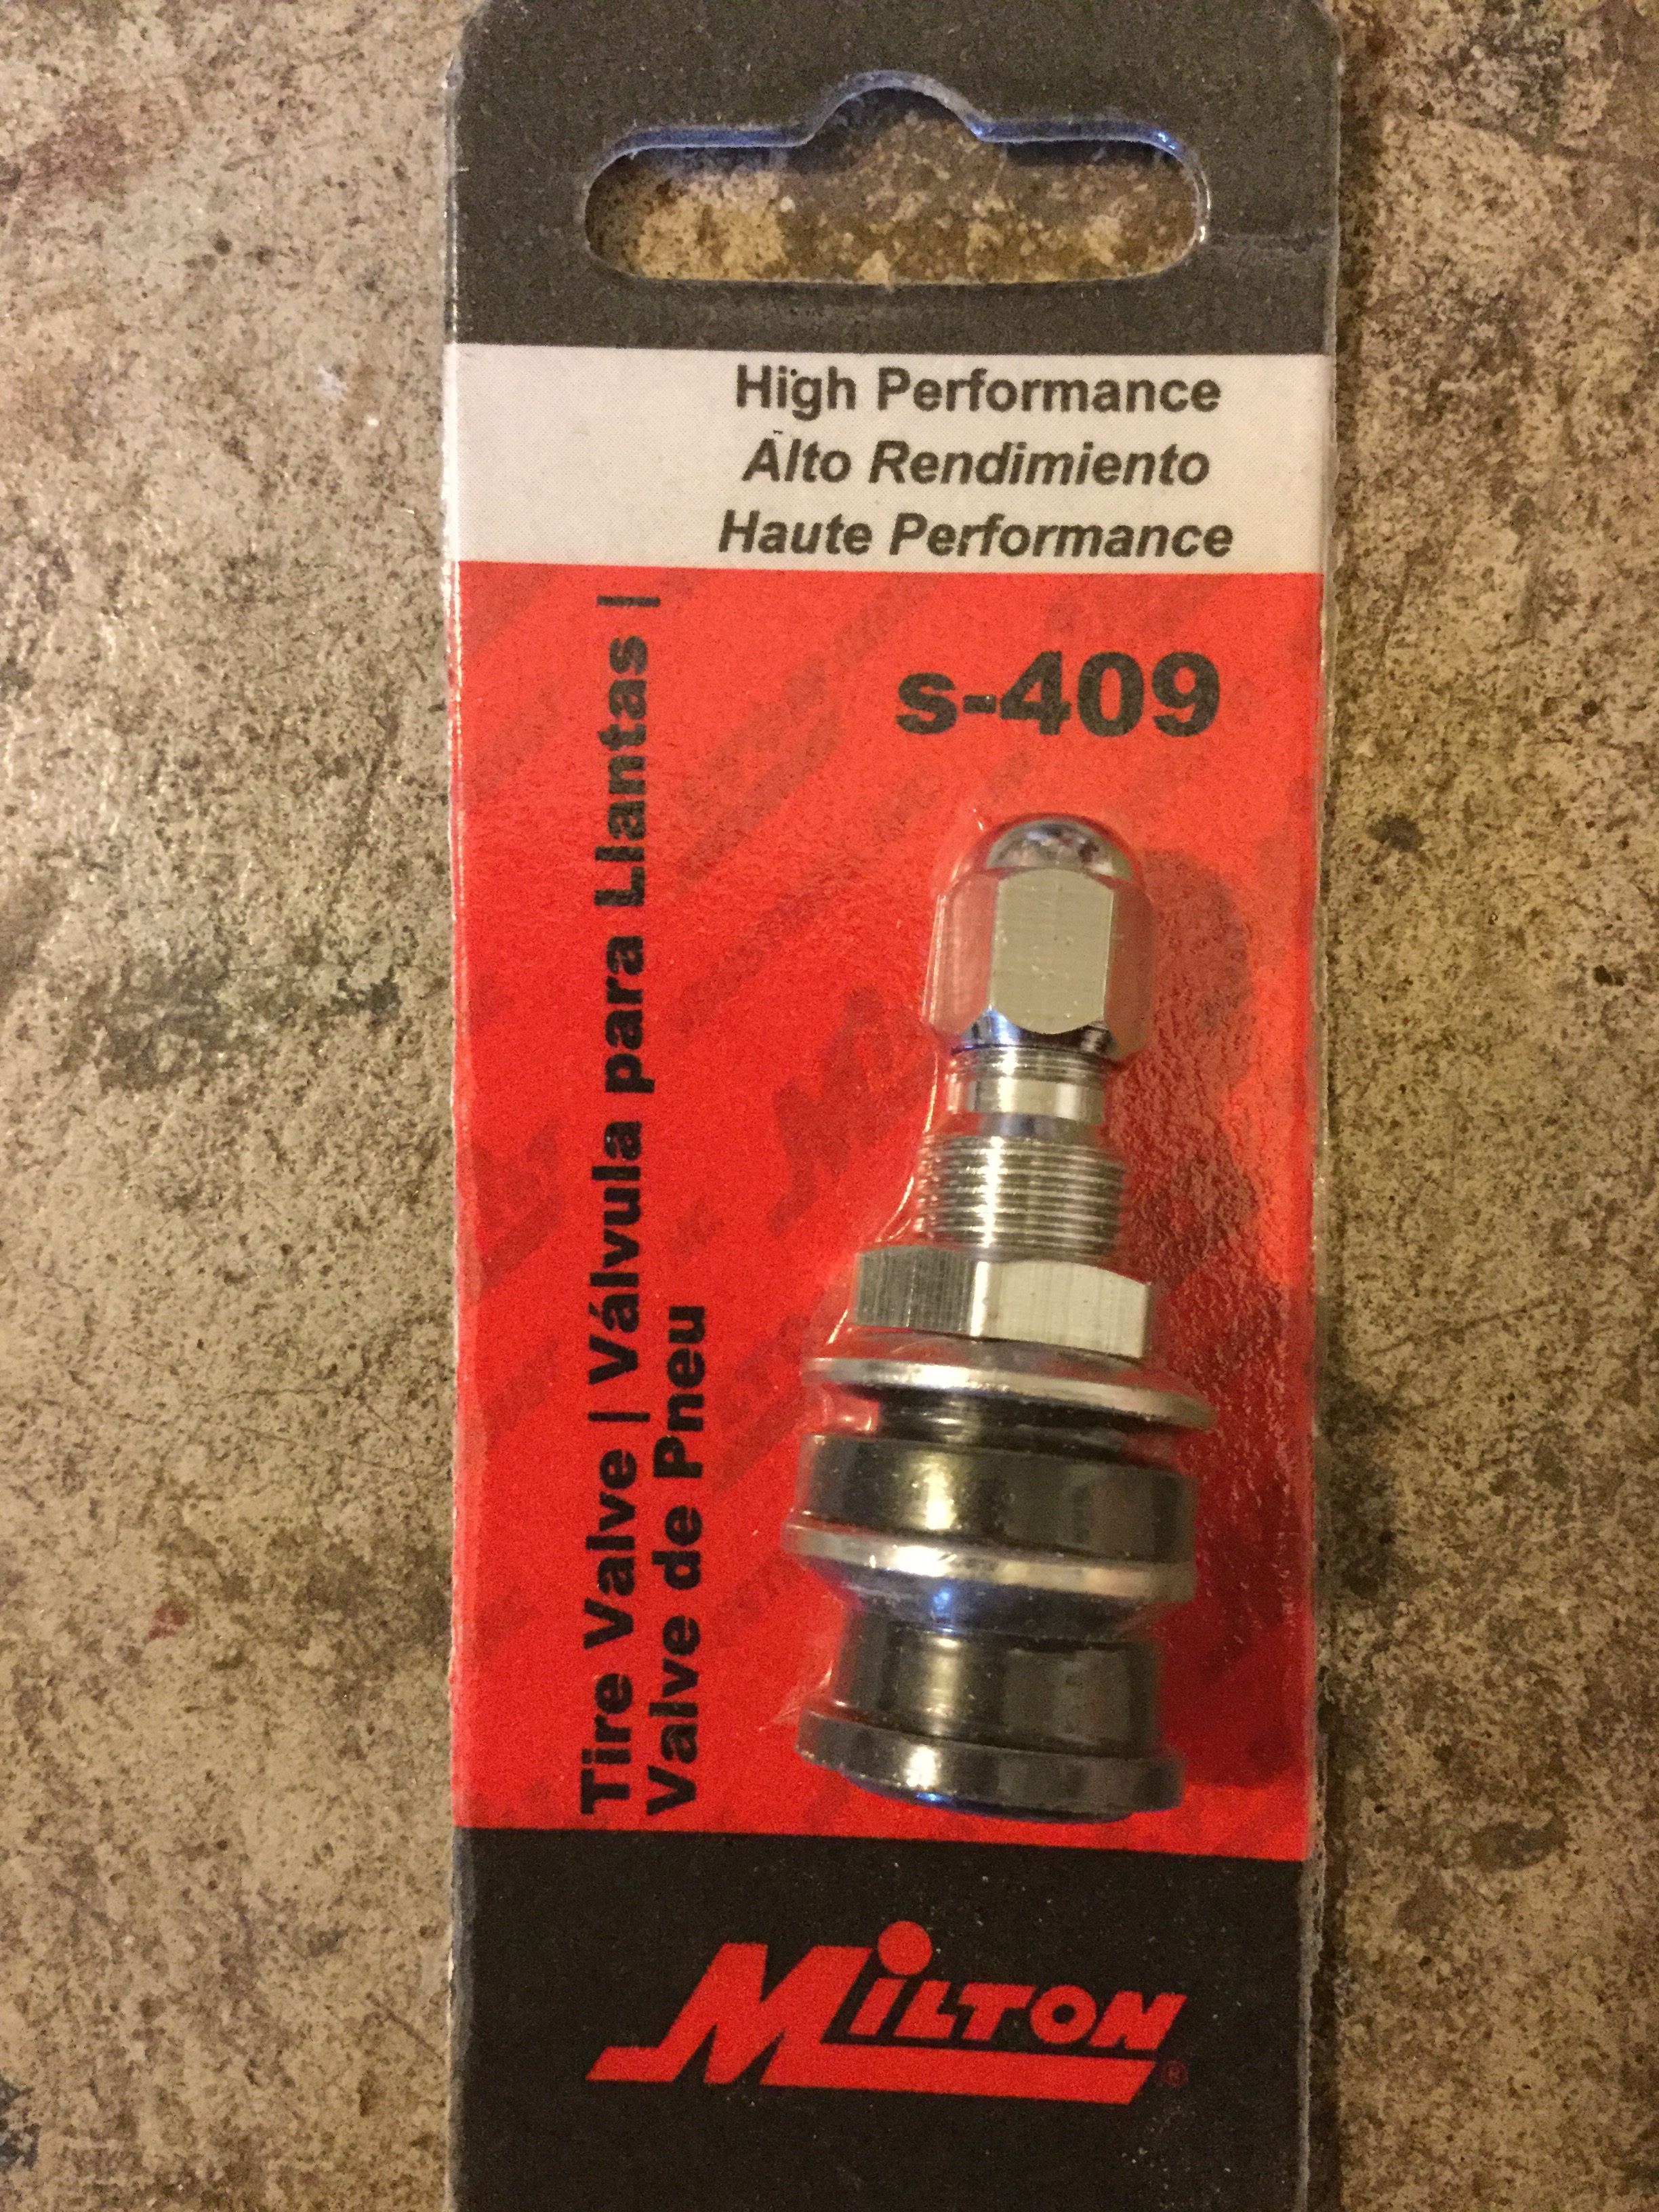 High Performance
Alto Rendimiento
Haute Performance
s-409
Tire Valve | Válvula para Llantas |
Valve de Pneu
MILTON
®